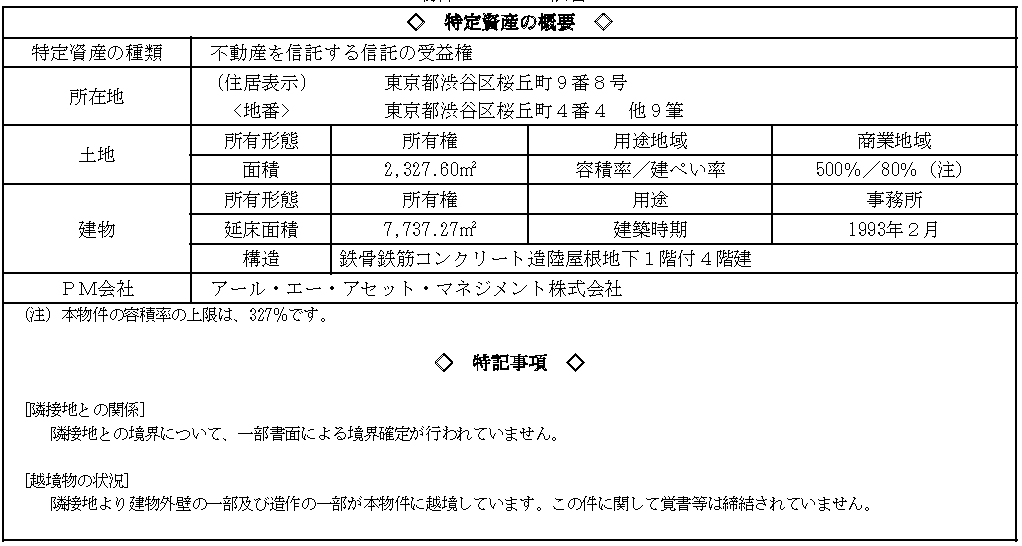 ◇ 特定資産の概要 ◇
特定資産の種類 不動産を信託する信託の受益権
所在地 (住居表示) 東京都渋谷区桜丘町９番８号
<地番> 東京都渋谷区桜丘町４番４ 他９筆
土地 所有形態 所有権 用途地域 商業地域
面積 2,327.60㎡ 容積率／建ぺい率 500%／80% (注)
建物 所有形態 所有権 用途 事務所
延床面積 7,737.27㎡ 建築時期 1993年２月
構造 鉄骨鉄筋コンクリート造陸屋根地下１階付４階建
ＰＭ会社 アール・エー・アセット・マネジメント株式会社
(注) 本物件の容積率の上限は、327%です。
◇ 特記事項 ◇
[隣接地との関係]
隣接地との境界について、一部書面による境界確定が行われていません。
[越境物の状況]
隣接地より建物外壁の一部及び造作の一部が本物件に越境しています。この件に関して覚書等は締結されていません。